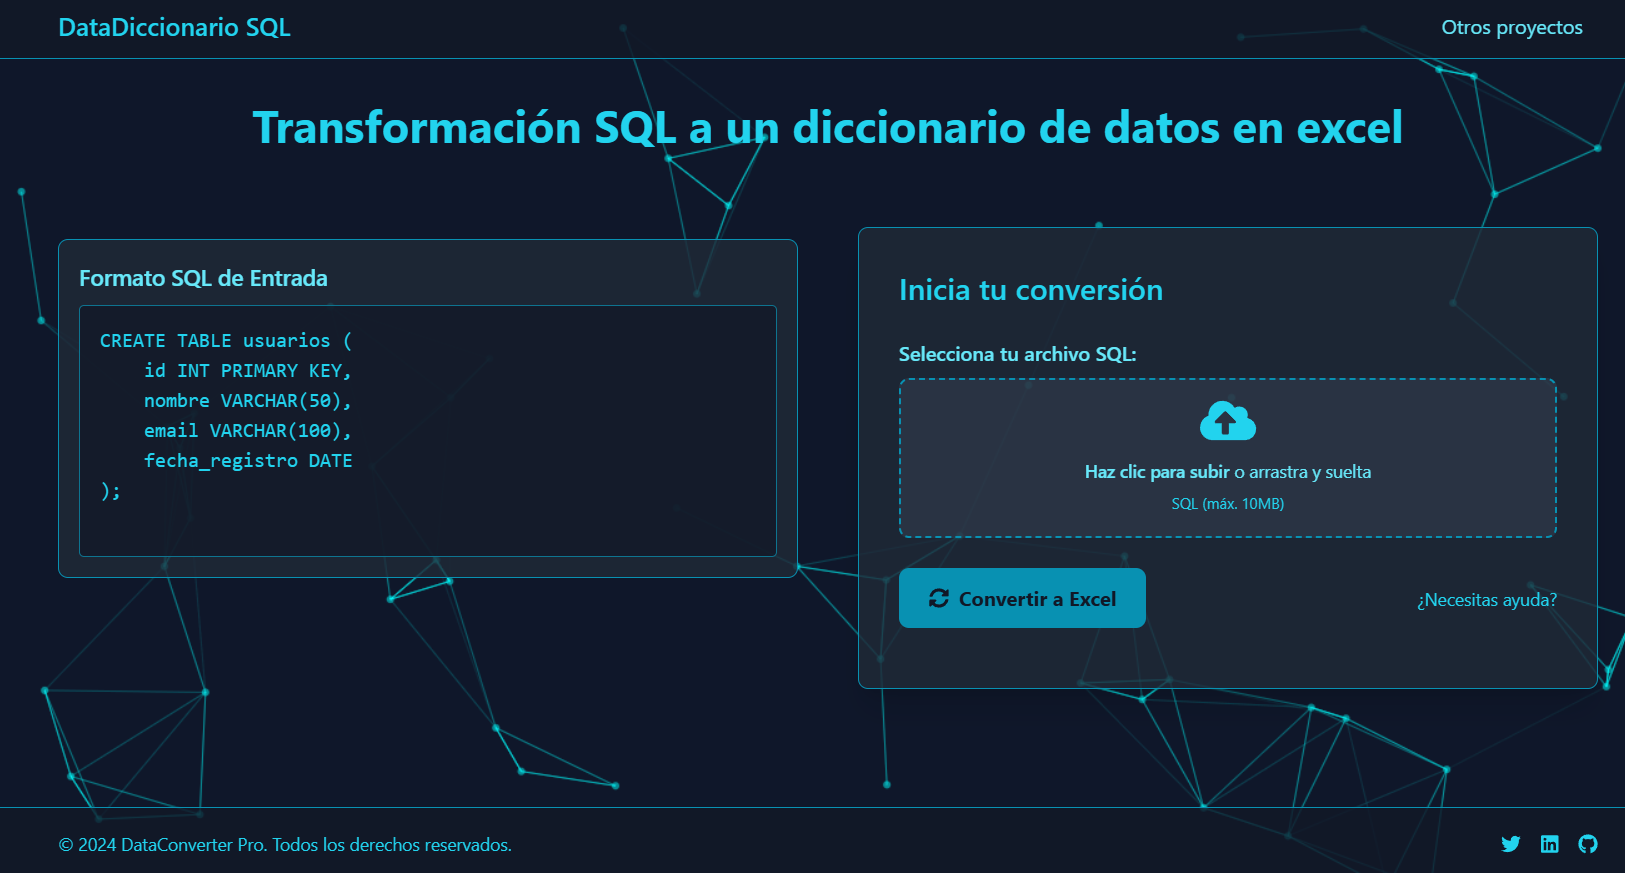 DataDiccionario SQL
Otros proyectos
Transformación SQL a un diccionario de datos en excel
Formato SQL de Entrada
CREATE TABLE usuarios (
    id INT PRIMARY KEY,
    nombre VARCHAR(50),
    email VARCHAR(100),
    fecha_registro DATE
);
Inicia tu conversión
Selecciona tu archivo SQL:
Haz clic para subir o arrastra y suelta
SQL (máx. 10MB)
Convertir a Excel
¿Necesitas ayuda?
© 2024 DataConverter Pro. Todos los derechos reservados.